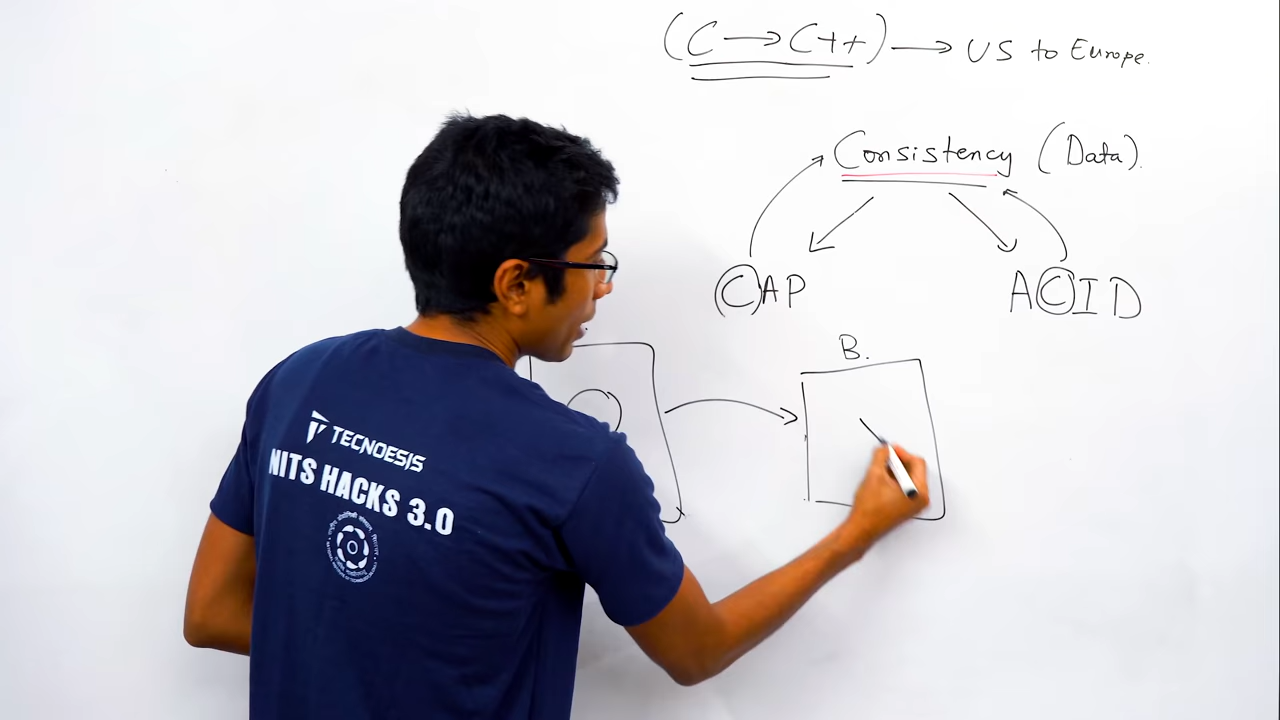 (C → C++) → US to Europe.
Consistency (Data).
CAP
ACID
B.
TECNOESIS
NITS HACKS 3.0